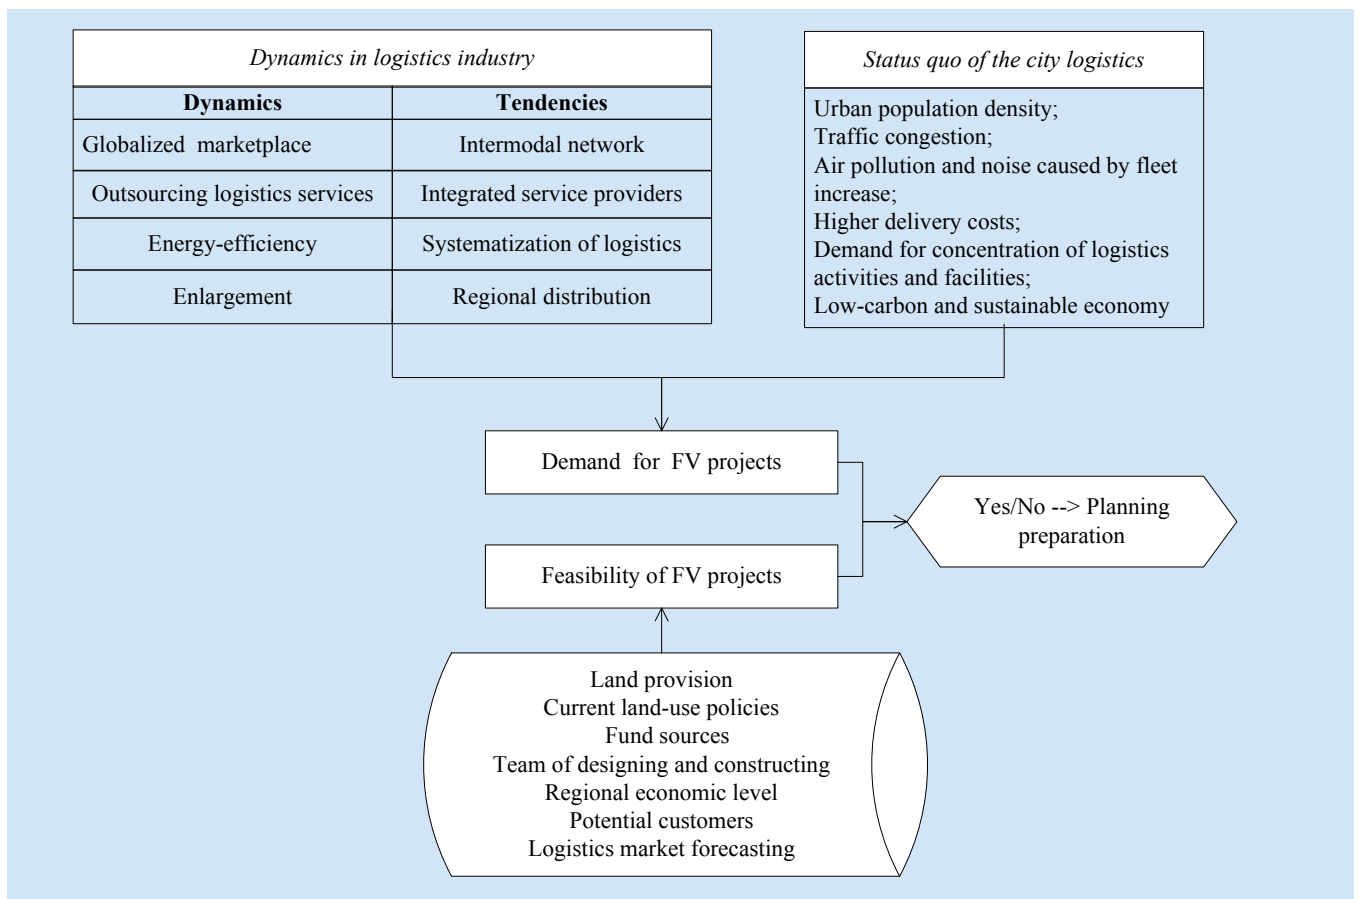 Dynamics in logistics industry
Dynamics Tendencies
Globalized marketplace Intermodal network
Outsourcing logistics services Integrated service providers
Energy-efficiency Systematization of logistics
Enlargement Regional distribution
Status quo of the city logistics
Urban population density;
Traffic congestion;
Air pollution and noise caused by fleet
increase;
Higher delivery costs;
Demand for concentration of logistics
activities and facilities;
Low-carbon and sustainable economy
Demand for FV projects
Yes/No --> Planning
preparation
Feasibility of FV projects
Land provision
Current land-use policies
Fund sources
Team of designing and constructing
Regional economic level
Potential customers
Logistics market forecasting